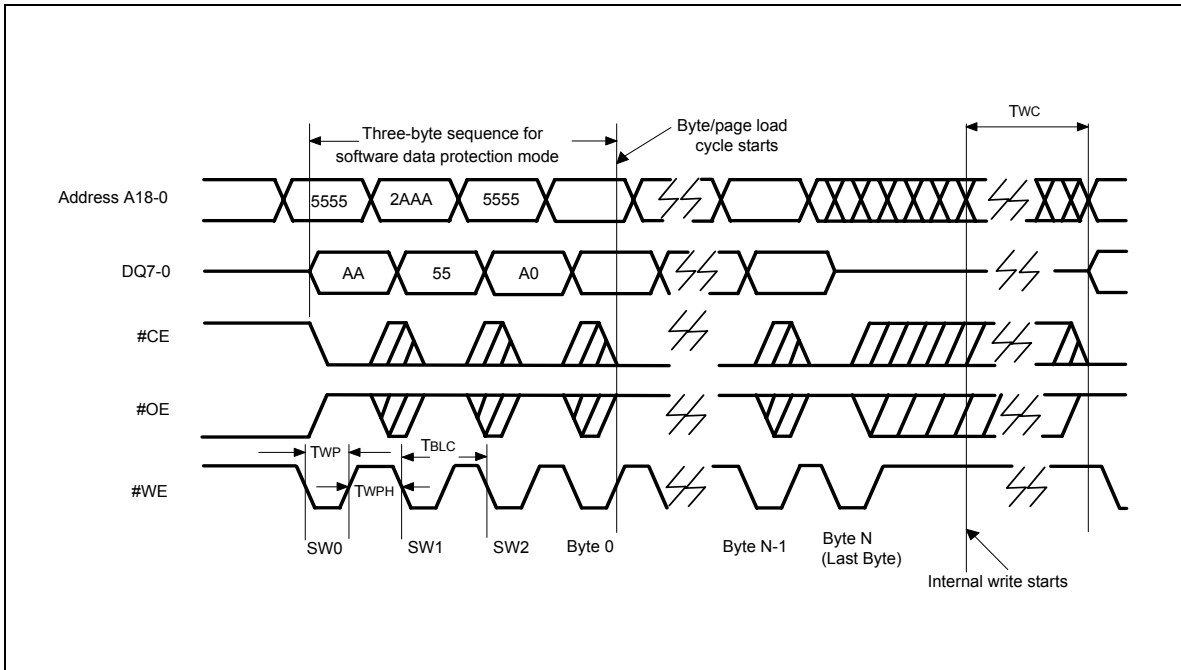 Three-byte sequence for
software data protection mode
Byte/page load
cycle starts
TWC
Address A18-0
5555
2AAA
5555
DQ7-0
AA
55
A0
#CE
#OE
TWP
TBLC
#WE
TWPH
SW0
SW1
SW2
Byte 0
Byte N-1
Byte N
(Last Byte)
Internal write starts